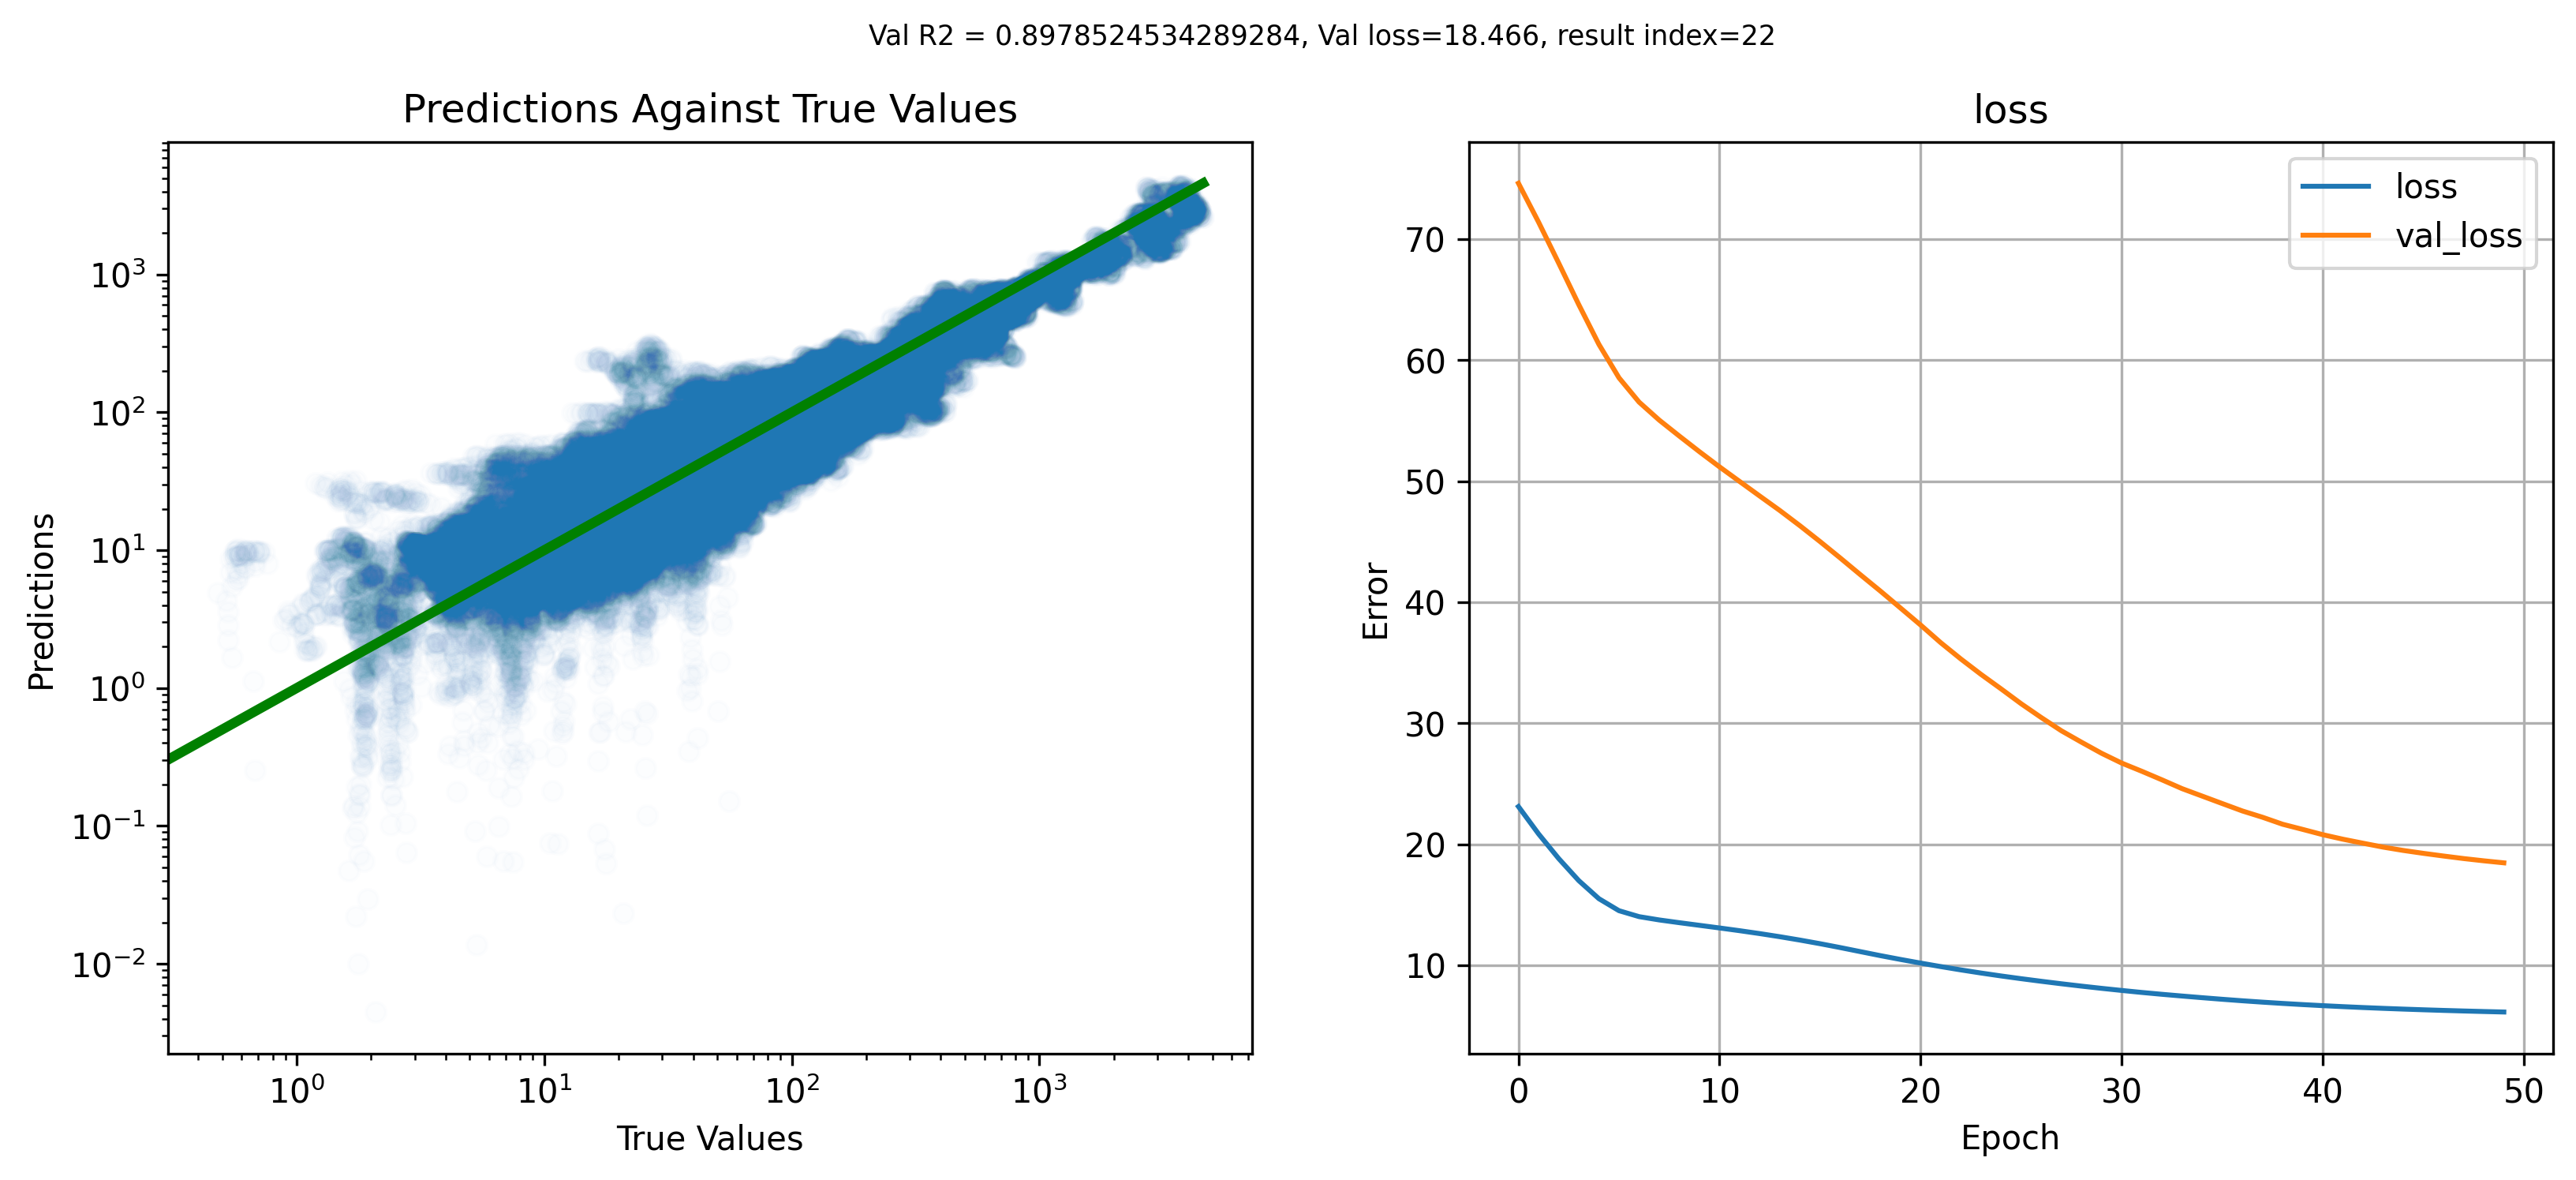 Val R2 = 0.8978524534289284, Val loss=18.466, result index=22
Predictions Against True Values
Predictions
10³
10²
10¹
10⁰
10⁻¹
10⁻²
10⁰ 10¹ 10² 10³
True Values
loss
loss
val_loss
Error
70
60
50
40
30
20
10
0 10 20 30 40 50
Epoch